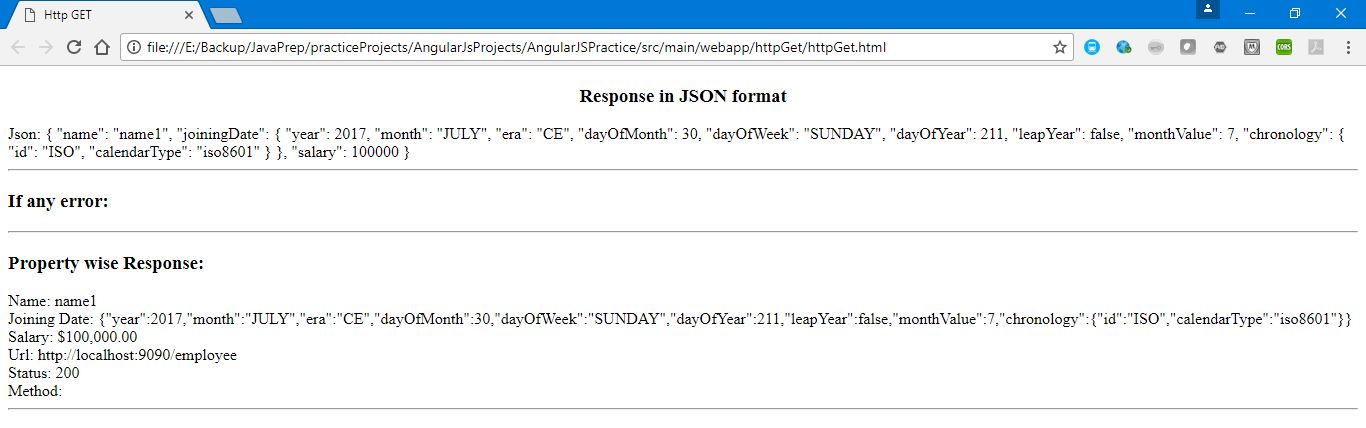 Http GET
file:///E:/Backup/JavaPrep/practiceProjects/AngularJsProjects/AngularJSPractice/src/main/webapp/httpGet/httpGet.html
CORS
Response in JSON format
Json: { "name": "name1", "joiningDate": { "year": 2017, "month": "JULY", "era": "CE", "dayOfMonth": 30, "dayOfWeek": "SUNDAY", "dayOfYear": 211, "leapYear": false, "monthValue": 7, "chronology": {
"id": "ISO", "calendarType": "iso8601" } }, "salary": 100000 }
If any error:
Property wise Response:
Name: name1
Joining Date: {"year":2017,"month":"JULY","era":"CE","dayOfMonth":30,"dayOfWeek":"SUNDAY","dayOfYear":211,"leapYear":false,"monthValue":7,"chronology":{"id":"ISO","calendarType":"iso8601"}}
Salary: $100,000.00
Url: http://localhost:9090/employee
Status: 200
Method: